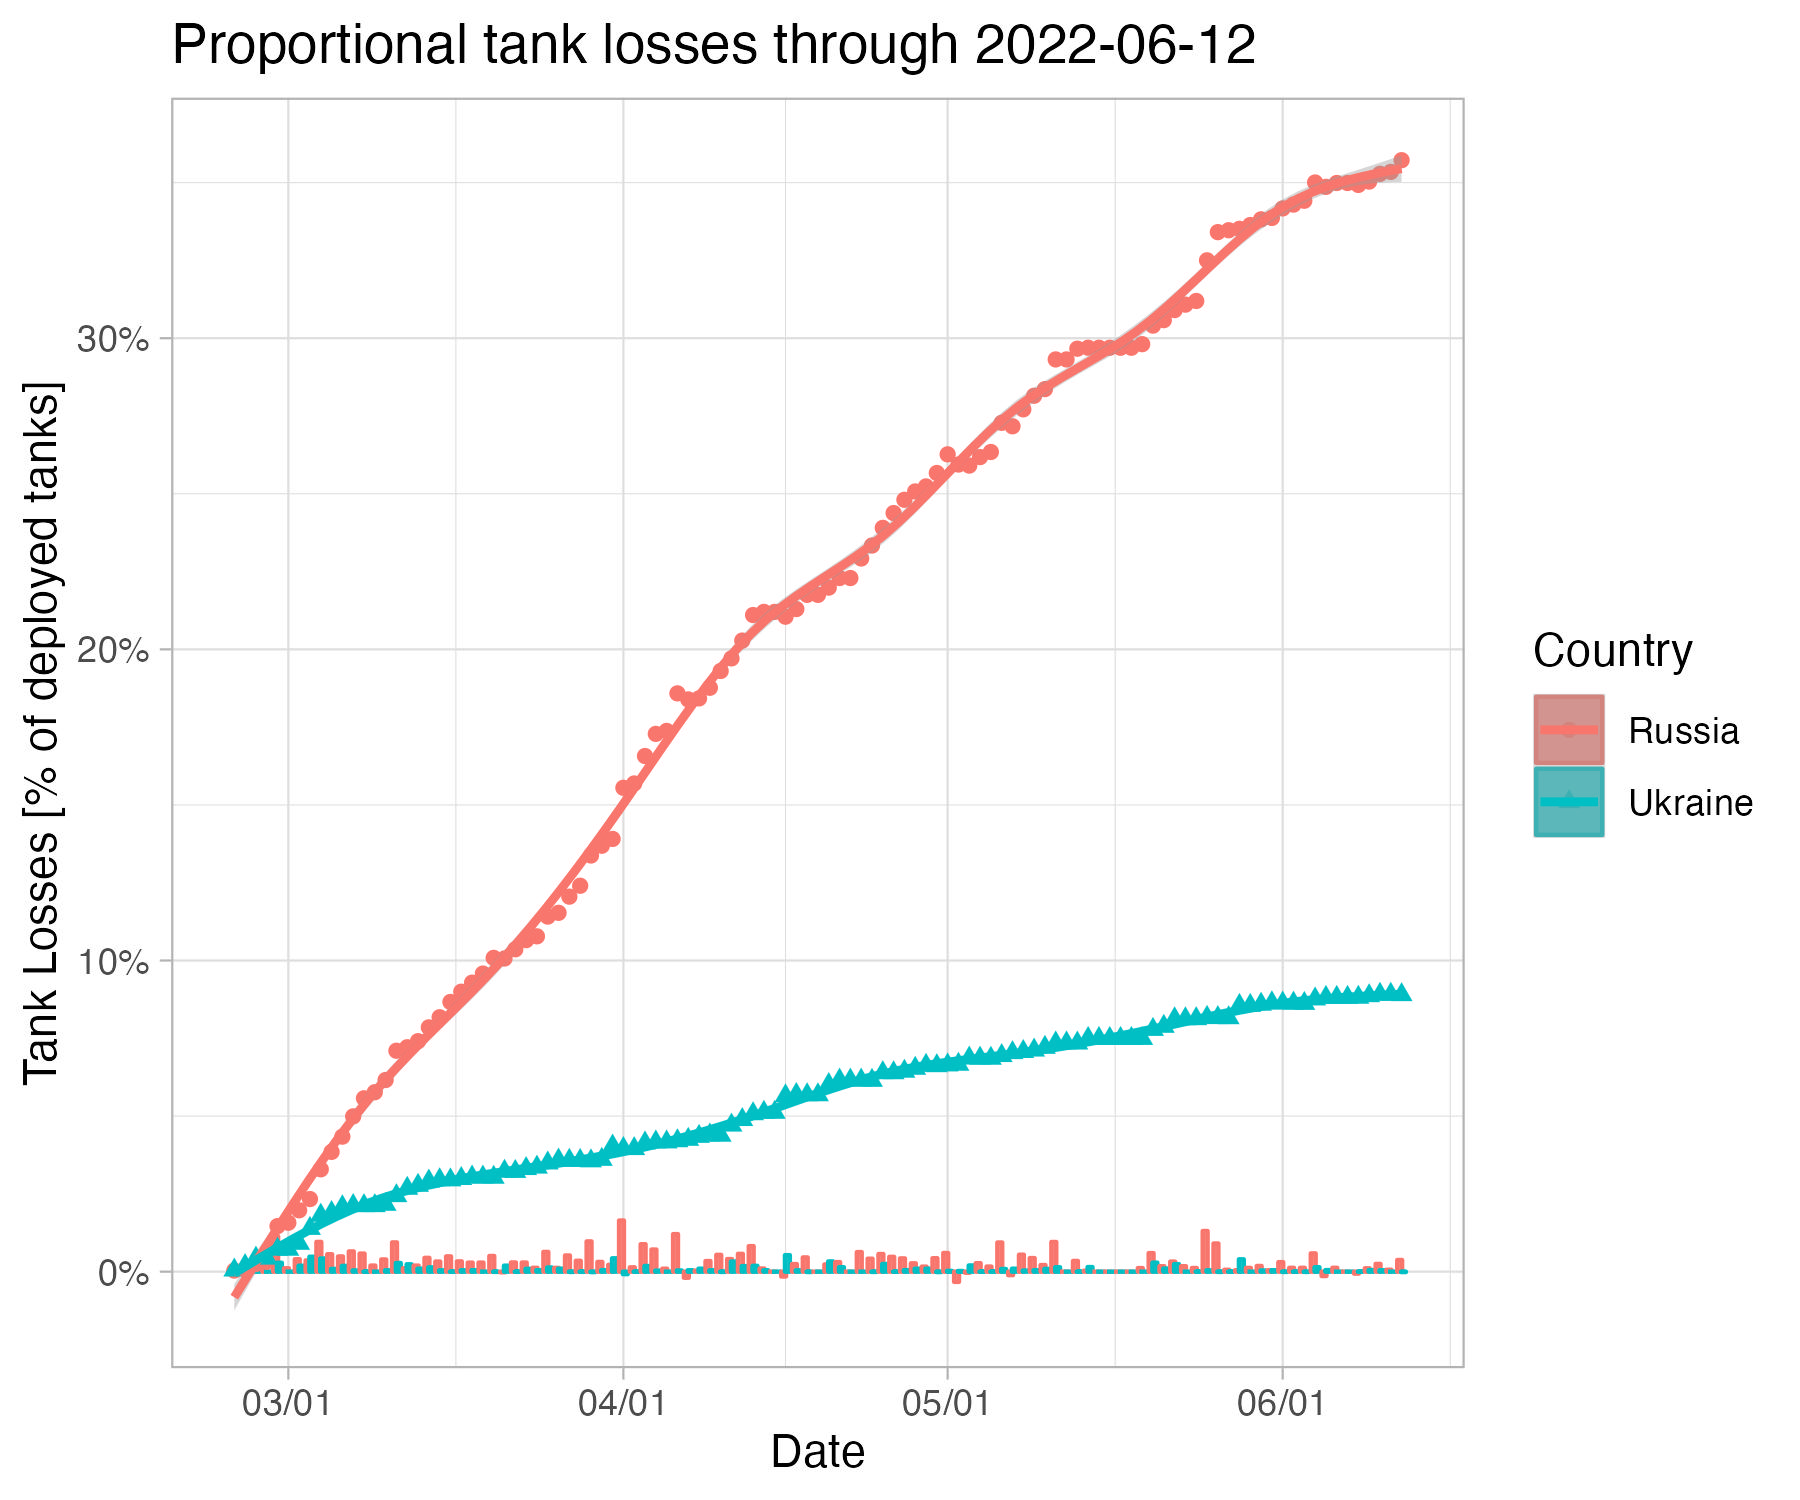 Proportional tank losses through 2022-06-12
Tank Losses [% of deployed tanks]
30%
20%
10%
0%
03/01 04/01 05/01 06/01
Date
Country
Russia
Ukraine